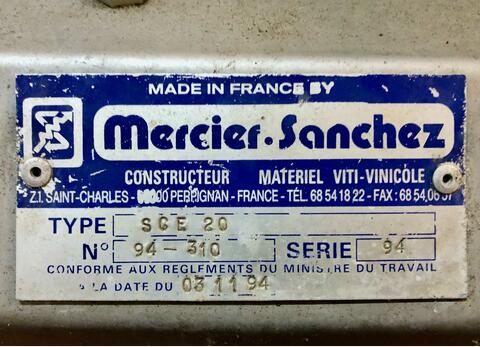 MADE IN FRANCE BY
Mercier-Sanchez
CONSTRUCTEUR MATERIEL VITI-VINICOLE
Z.I. SAINT-CHARLES - PERPIGNAN - FRANCE - TÉL. 68 54 18 22 - FAX: 68 54
TYPE SGE 20
N° 94-310 SERIE 94
CONFORME AUX REGLEMENTS DU MINISTRE DU TRAVAIL
A LA DATE DU 03 11 94